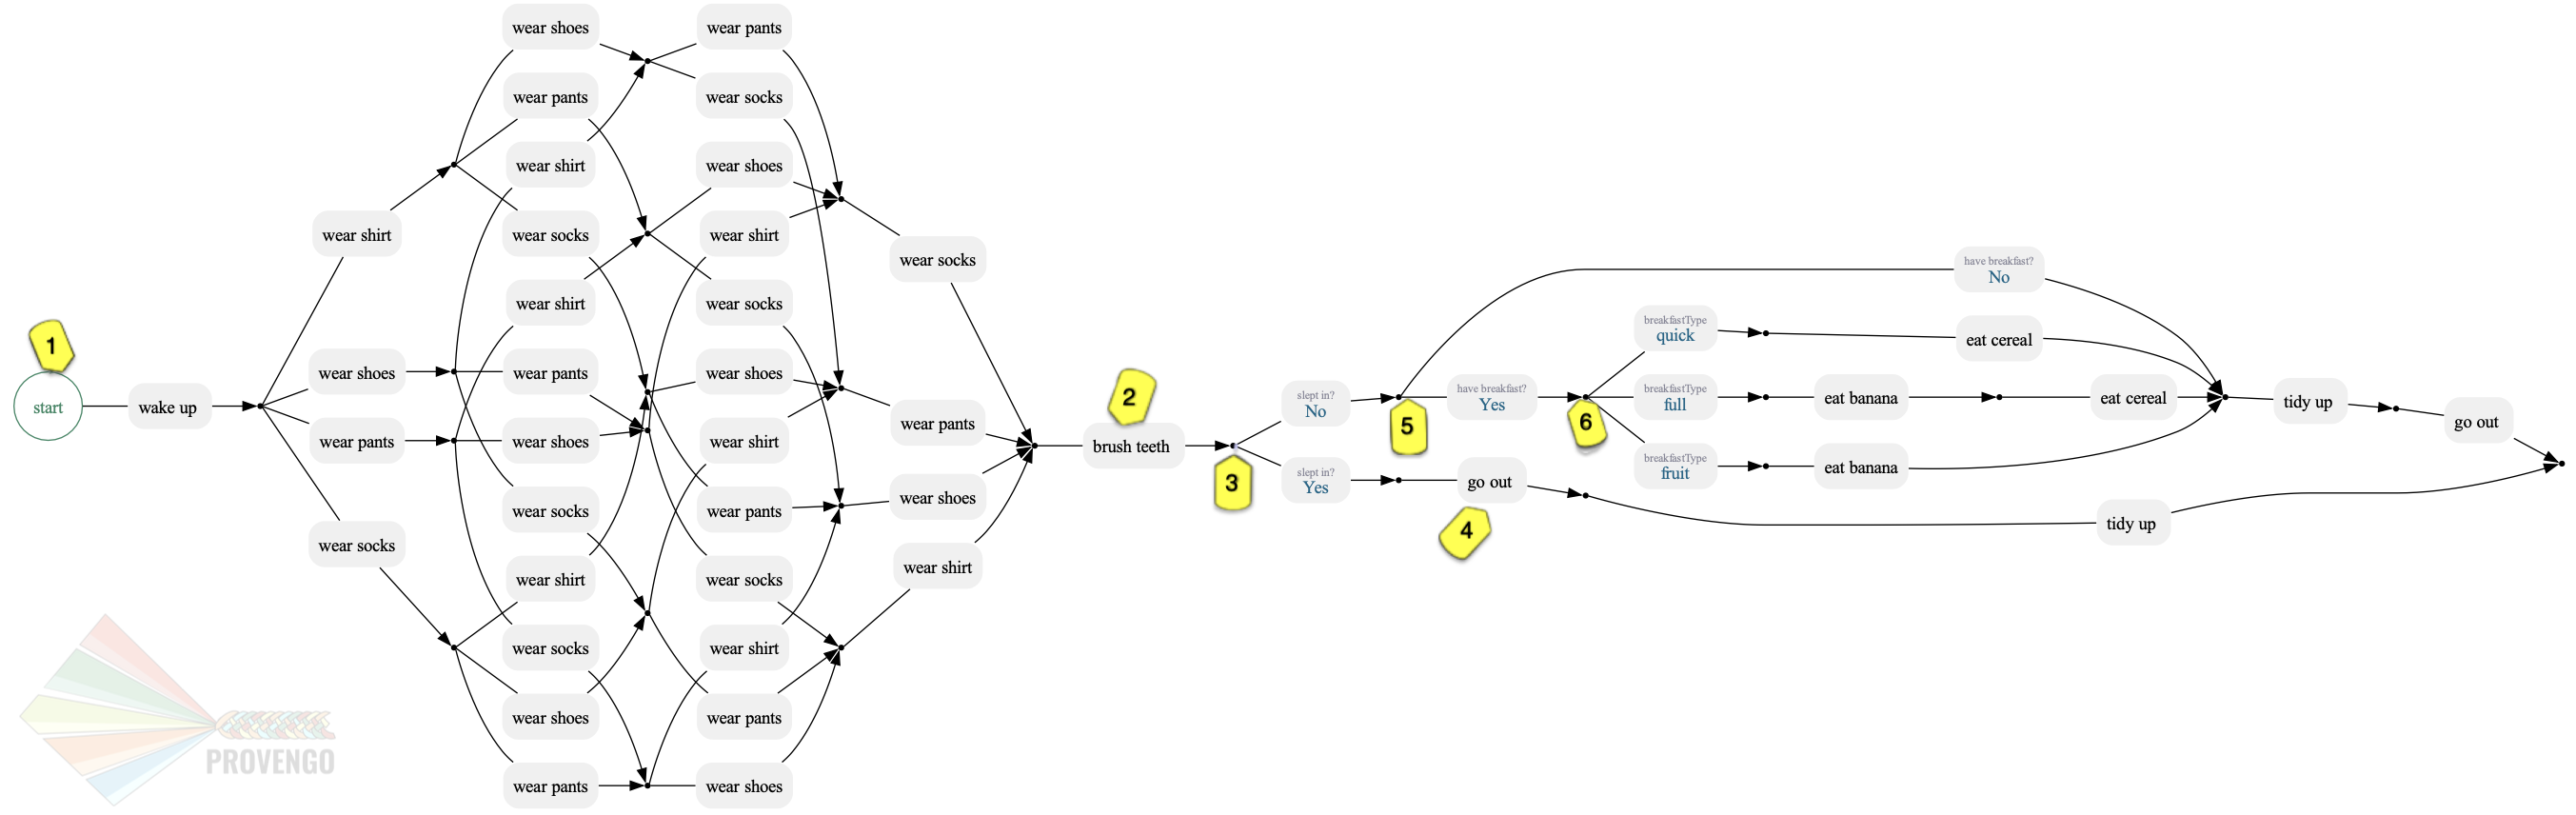 1
start
wake up
wear shirt
wear shoes
wear pants
wear socks
wear shoes
wear pants
wear shirt
wear socks
wear shirt
wear pants
wear shoes
wear socks
wear shirt
wear socks
wear shoes
wear pants
wear pants
wear socks
wear shoes
wear shirt
wear socks
wear shoes
wear shirt
wear pants
wear socks
wear shirt
wear pants
wear shoes
wear socks
wear pants
wear shoes
wear shirt
2
brush teeth
3
slept in?
No
slept in?
Yes
5
have breakfast?
Yes
go out
4
6
breakfastType
quick
breakfastType
full
breakfastType
fruit
eat banana
eat banana
have breakfast?
No
eat cereal
eat cereal
tidy up
tidy up
go out
PROVENGO